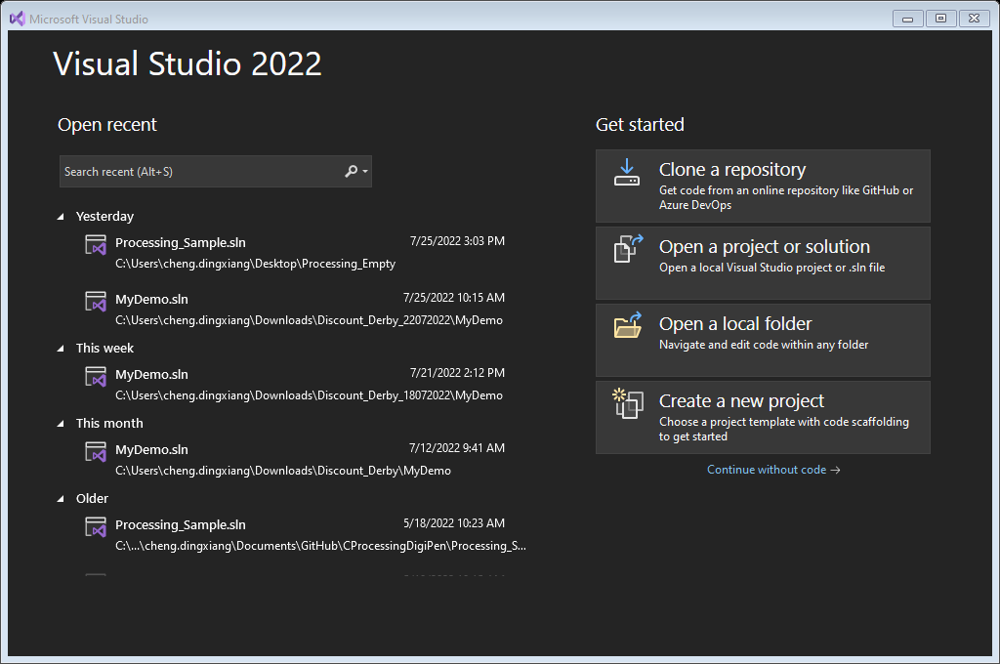 Microsoft Visual Studio
Visual Studio 2022
Open recent
Search recent (Alt+S)
Yesterday
Processing_Sample.sln 7/25/2022 3:03 PM
C:\Users\cheng.dingxiang\Desktop\Processing_Empty
MyDemo.sln 7/25/2022 10:15 AM
C:\Users\cheng.dingxiang\Downloads\Discount_Derby_22072022\MyDemo
This week
MyDemo.sln 7/21/2022 2:12 PM
C:\Users\cheng.dingxiang\Downloads\Discount_Derby_18072022\MyDemo
This month
MyDemo.sln 7/12/2022 9:41 AM
C:\Users\cheng.dingxiang\Downloads\Discount_Derby\MyDemo
Older
Processing_Sample.sln 5/18/2022 10:23 AM
C:\...\cheng.dingxiang\Documents\GitHub\CProcessingDigiPen\Processing_S...
Get started
Clone a repository
Get code from an online repository like GitHub or
Azure DevOps
Open a project or solution
Open a local Visual Studio project or .sln file
Open a local folder
Navigate and edit code within any folder
Create a new project
Choose a project template with code scaffolding
to get started
Continue without code →